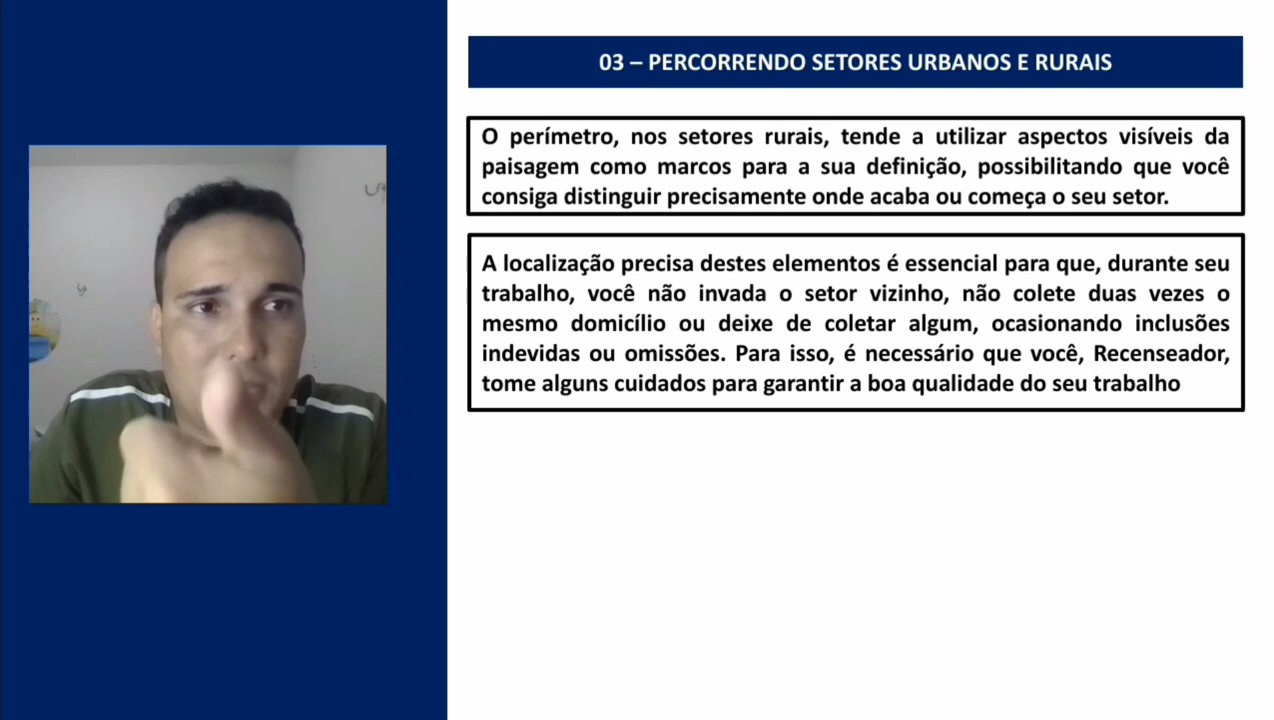 03 – PERCORRENDO SETORES URBANOS E RURAIS
O perímetro, nos setores rurais, tende a utilizar aspectos visíveis da
paisagem como marcos para a sua definição, possibilitando que você
consiga distinguir precisamente onde acaba ou começa o seu setor.
A localização precisa destes elementos é essencial para que, durante seu
trabalho, você não invada o setor vizinho, não colete duas vezes o
mesmo domicílio ou deixe de coletar algum, ocasionando inclusões
indevidas ou omissões. Para isso, é necessário que você, Recenseador,
tome alguns cuidados para garantir a boa qualidade do seu trabalho